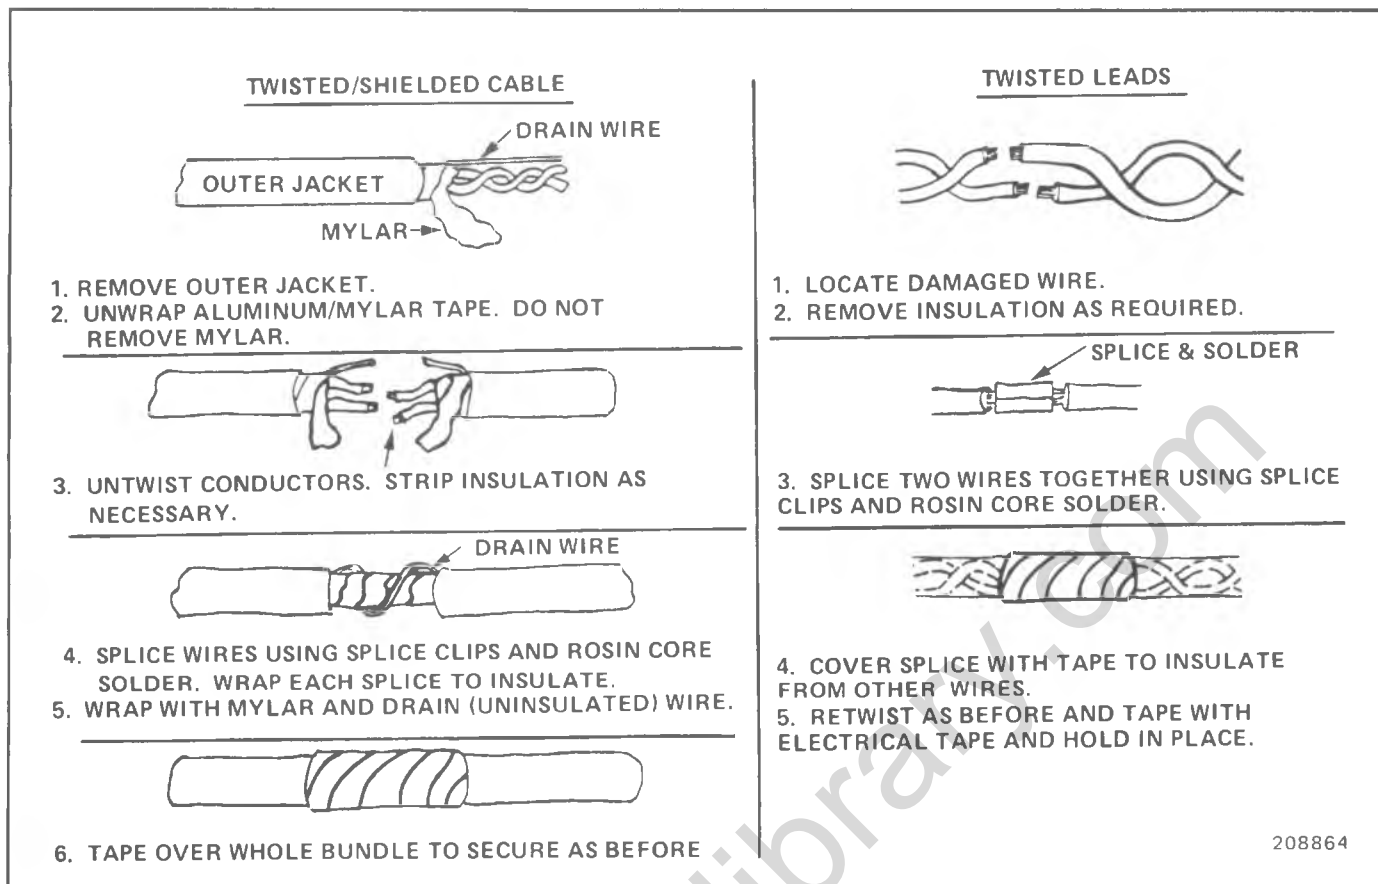 TWISTED/SHIELDED CABLE
DRAIN WIRE
OUTER JACKET
MYLAR
1. REMOVE OUTER JACKET.
2. UNWRAP ALUMINUM/MYLAR TAPE. DO NOT
REMOVE MYLAR.
3. UNTWIST CONDUCTORS. STRIP INSULATION AS
NECESSARY.
DRAIN WIRE
4. SPLICE WIRES USING SPLICE CLIPS AND ROSIN CORE
SOLDER. WRAP EACH SPLICE TO INSULATE.
5. WRAP WITH MYLAR AND DRAIN (UNINSULATED) WIRE.
6. TAPE OVER WHOLE BUNDLE TO SECURE AS BEFORE
TWISTED LEADS
1. LOCATE DAMAGED WIRE.
2. REMOVE INSULATION AS REQUIRED.
SPLICE & SOLDER
3. SPLICE TWO WIRES TOGETHER USING SPLICE
CLIPS AND ROSIN CORE SOLDER.
4. COVER SPLICE WITH TAPE TO INSULATE
FROM OTHER WIRES.
5. RETWIST AS BEFORE AND TAPE WITH
ELECTRICAL TAPE AND HOLD IN PLACE.
208864
library.com